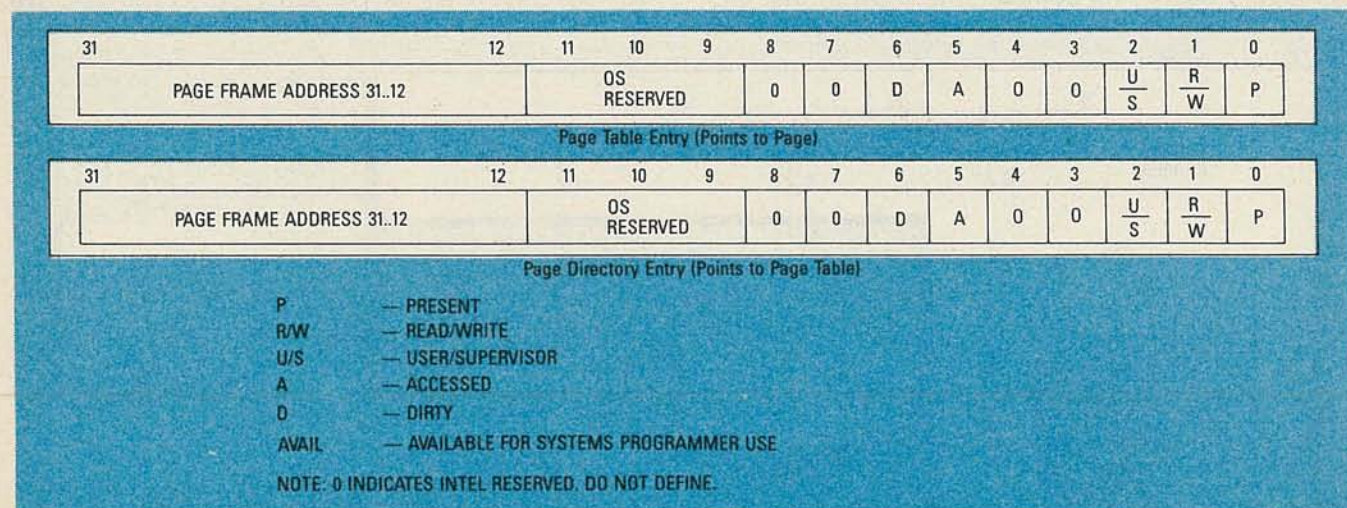 31 12 11 10 9 8 7 6 5 4 3 2 1 0
PAGE FRAME ADDRESS 31..12 OS RESERVED 0 0 D A 0 0 U/S R/W P
Page Table Entry (Points to Page)
31 12 11 10 9 8 7 6 5 4 3 2 1 0
PAGE FRAME ADDRESS 31..12 OS RESERVED 0 0 D A 0 0 U/S R/W P
Page Directory Entry (Points to Page Table)
P — PRESENT
R/W — READ/WRITE
U/S — USER/SUPERVISOR
A — ACCESSED
D — DIRTY
AVAIL — AVAILABLE FOR SYSTEMS PROGRAMMER USE
NOTE: 0 INDICATES INTEL RESERVED. DO NOT DEFINE.